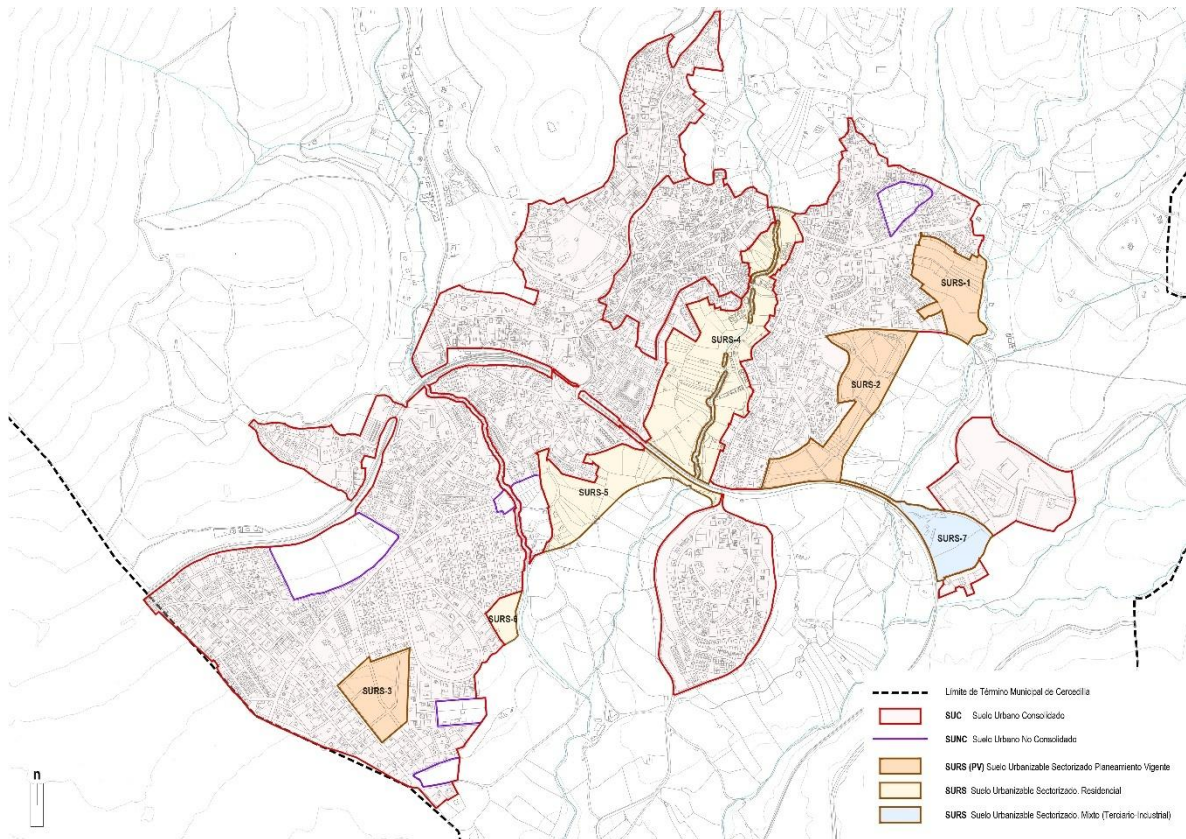 SURS-1
SURS-4
SURS-2
SURS-5
SURS-7
SURS-6
SURS-3
n
Límite de Término Municipal de Cercedilla
SUC Suelo Urbano Consolidado
SUNC Suelo Urbano No Consolidado
SURS (PV) Suelo Urbanizable Sectorizado Planeamiento Vigente
SURS Suelo Urbanizable Sectorizado. Residencial
SURS Suelo Urbanizable Sectorizado. Mixto (Terciario-Industrial)